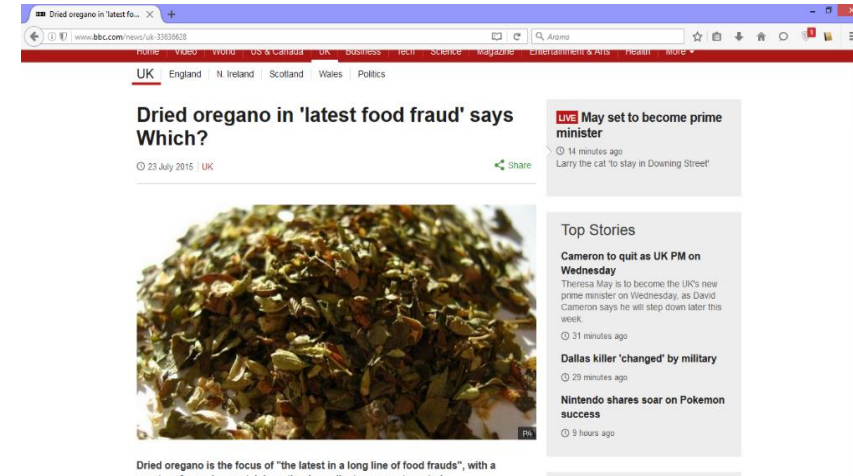 Dried oregano in 'latest fo...
www.bbc.com/news/uk-33636628
Arama
Home Video World US & Canada UK Business Tech Science Magazine Entertainment & Arts Health More
UK England N. Ireland Scotland Wales Politics
Dried oregano in 'latest food fraud' says
Which?
23 July 2015 UK
Share
PA
Dried oregano is the focus of "the latest in a long line of food frauds", with a
LIVE May set to become prime
minister
14 minutes ago
Larry the cat 'to stay in Downing Street'
Top Stories
Cameron to quit as UK PM on
Wednesday
Theresa May is to become the UK's new
prime minister on Wednesday, as David
Cameron says he will step down later this
week.
31 minutes ago
Dallas killer 'changed' by military
29 minutes ago
Nintendo shares soar on Pokemon
success
9 hours ago